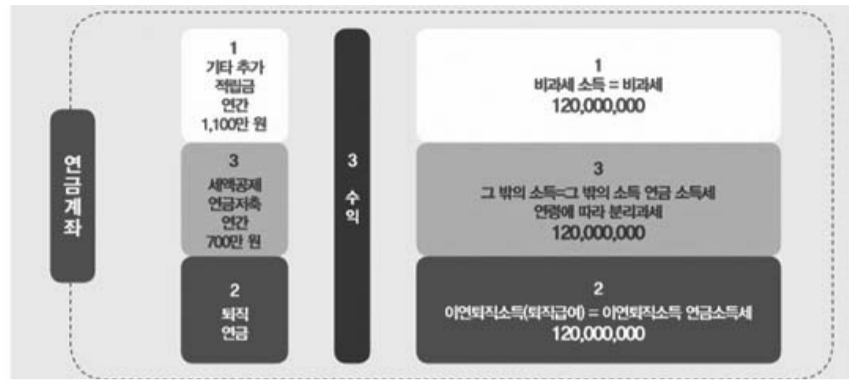 연금계좌
1
기타 추가
적립금
연간
1,100만 원
3
세액공제
연금저축
연간
700만 원
2
퇴직
연금
3 수익
1
비과세 소득 = 비과세
120,000,000
3
그 밖의 소득=그 밖의 소득 연금 소득세
연령에 따라 분리과세
120,000,000
2
이연퇴직소득(퇴직급여) = 이연퇴직소득 연금소득세
120,000,000